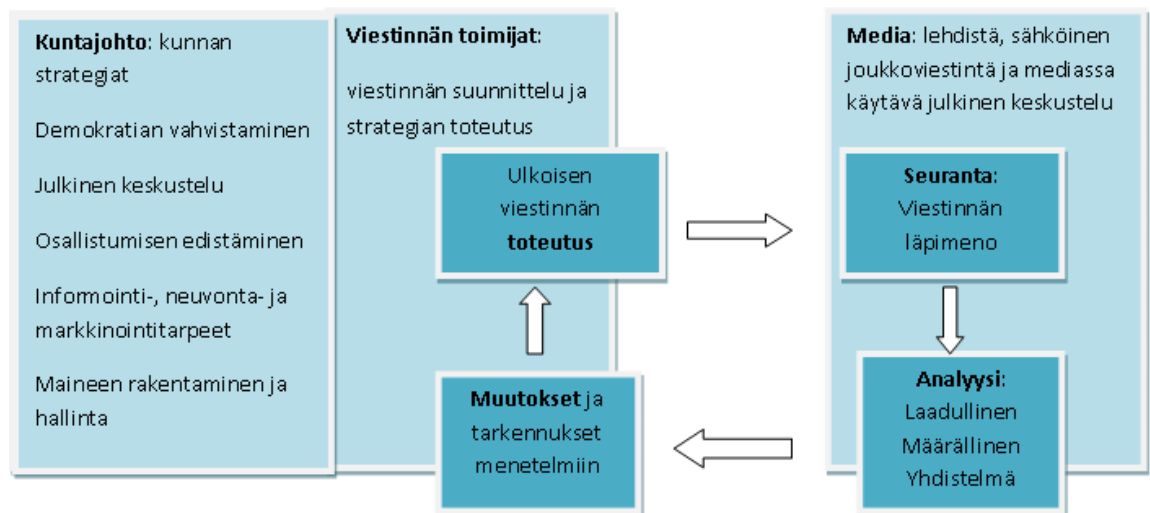 Kuntajohto: kunnan
strategiat
Demokratian vahvistaminen
Julkinen keskustelu
Osallistumisen edistäminen
Informointi-, neuvonta- ja
markkinointitarpeet
Maineen rakentaminen ja
hallinta
Viestinnän toimijat:
viestinnän suunnittelu ja
strategian toteutus
Ulkoisen
viestinnän
toteutus
Muutokset ja
tarkennukset
menetelmiin
Media: lehdistä, sähköinen
joukkoviestintä ja mediassa
käytävä julkinen keskustelu
Seuranta:
Viestinnän
läpimeno
Analyysi:
Laadullinen
Määrällinen
Yhdistelmä